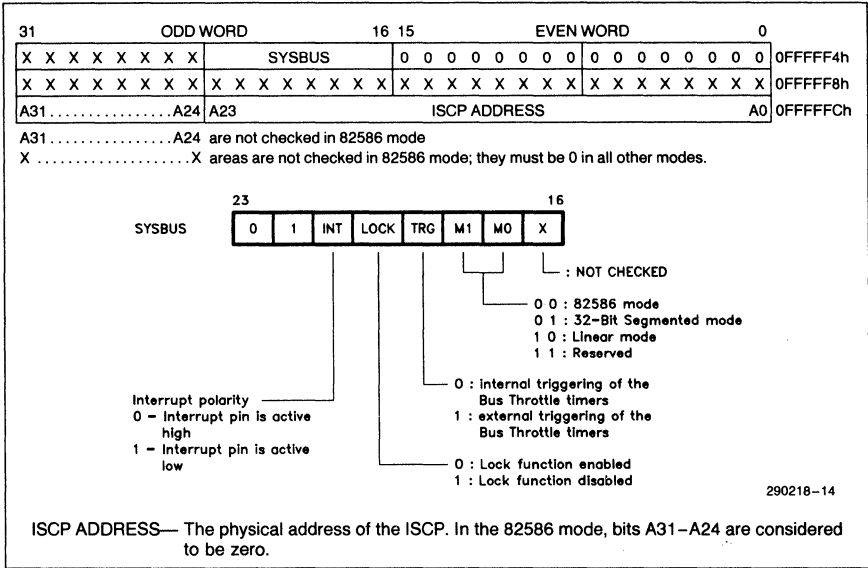 31 ODD WORD 16 15 EVEN WORD 0
X X X X X X X X SYSBUS 0 0 0 0 0 0 0 0 0 0 0 0 0 0 0 0 0FFFFF4h
X X X X X X X X X X X X X X X X X X X X X X X X X X X X X X X X 0FFFFF8h
A31................A24 A23 ISCP ADDRESS A0 0FFFFFCh
A31................A24 are not checked in 82586 mode
X ....................X areas are not checked in 82586 mode; they must be 0 in all other modes.
23 16
SYSBUS 0 1 INT LOCK TRG M1 M0 X
: NOT CHECKED
0 0 : 82586 mode
0 1 : 32-Bit Segmented mode
1 0 : Linear mode
1 1 : Reserved
0 : internal triggering of the
Bus Throttle timers
1 : external triggering of the
Bus Throttle timers
Interrupt polarity
0 - Interrupt pin is active
high
1 - Interrupt pin is active
low
0 : Lock function enabled
1 : Lock function disabled
290218-14
ISCP ADDRESS— The physical address of the ISCP. In the 82586 mode, bits A31–A24 are considered
to be zero.